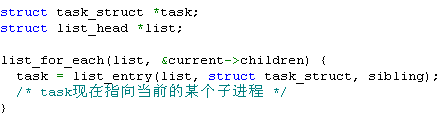 struct task_struct *task;
struct list_head *list;
list_for_each(list, &current->children) {
task = list_entry(list, struct task_struct, sibling);
/* task现在指向当前的某个子进程 */
}